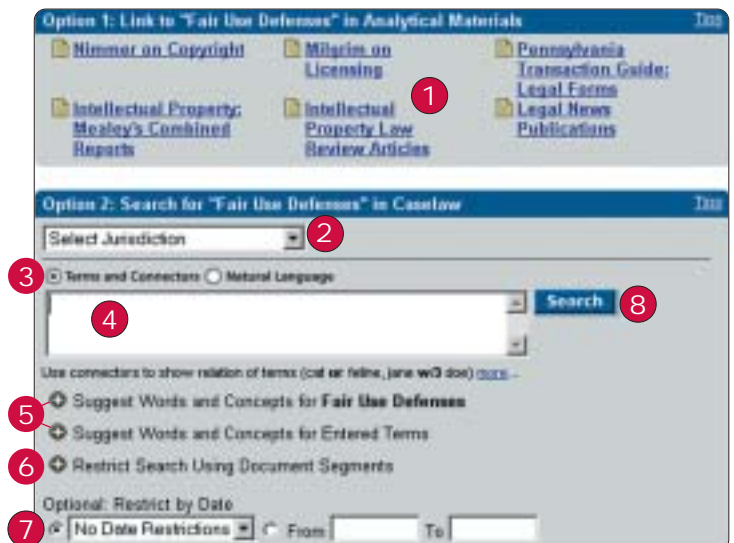 Option 1: Link to "Fair Use Defenses" in Analytical Materials Tips
Nimmer on Copyright
Milgrim on Licensing
Pennsylvania Transaction Guide: Legal Forms
1
Intellectual Property: Mealey's Combined Reports
Intellectual Property Law Review Articles
Legal News Publications
Option 2: Search for "Fair Use Defenses" in Caselaw Tips
Select Jurisdiction 2
3 Terms and Connectors Natural Language
4 Search 8
Use connectors to show relation of terms (cat or feline, jane w/3 doe) more...
5 Suggest Words and Concepts for Fair Use Defenses
Suggest Words and Concepts for Entered Terms
6 Restrict Search Using Document Segments
Optional: Restrict by Date
7 No Date Restrictions From To